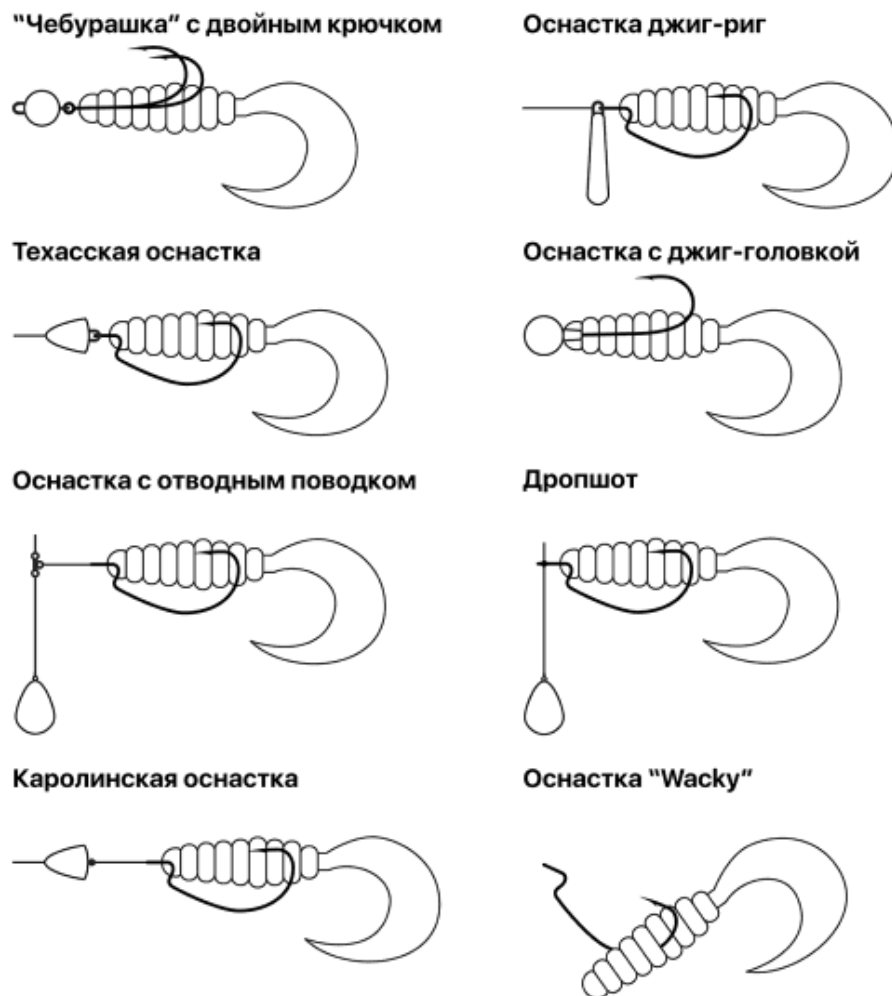 "Чебурашка" с двойным крючком
Оснастка джиг-риг
Техасская оснастка
Оснастка с джиг-головкой
Оснастка с отводным поводком
Дропшот
Каролинская оснастка
Оснастка "Wacky"